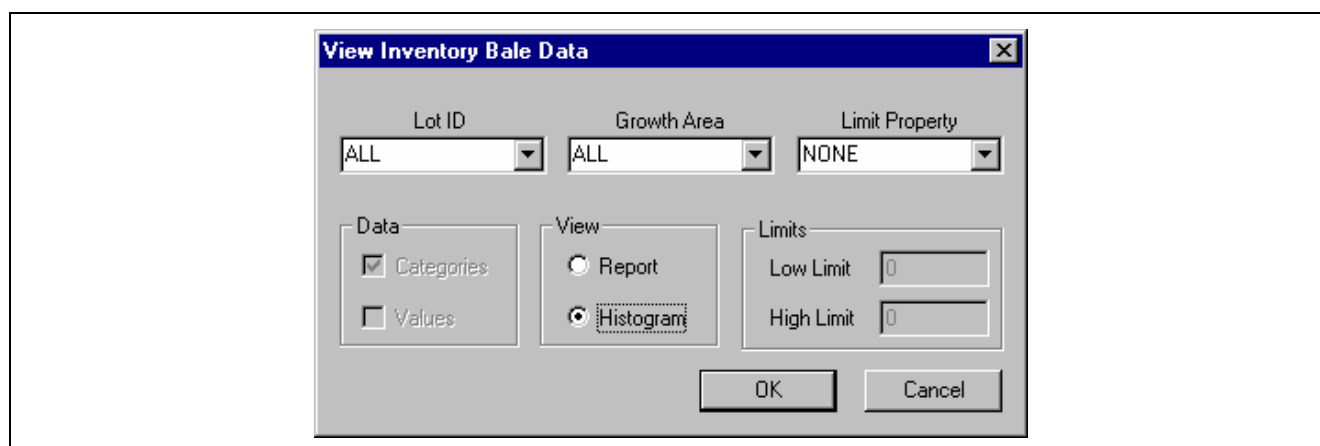 View Inventory Bale Data
Lot ID Growth Area Limit Property
ALL ALL NONE
Data View Limits
Categories Report Low Limit 0
Values Histogram High Limit 0
OK Cancel